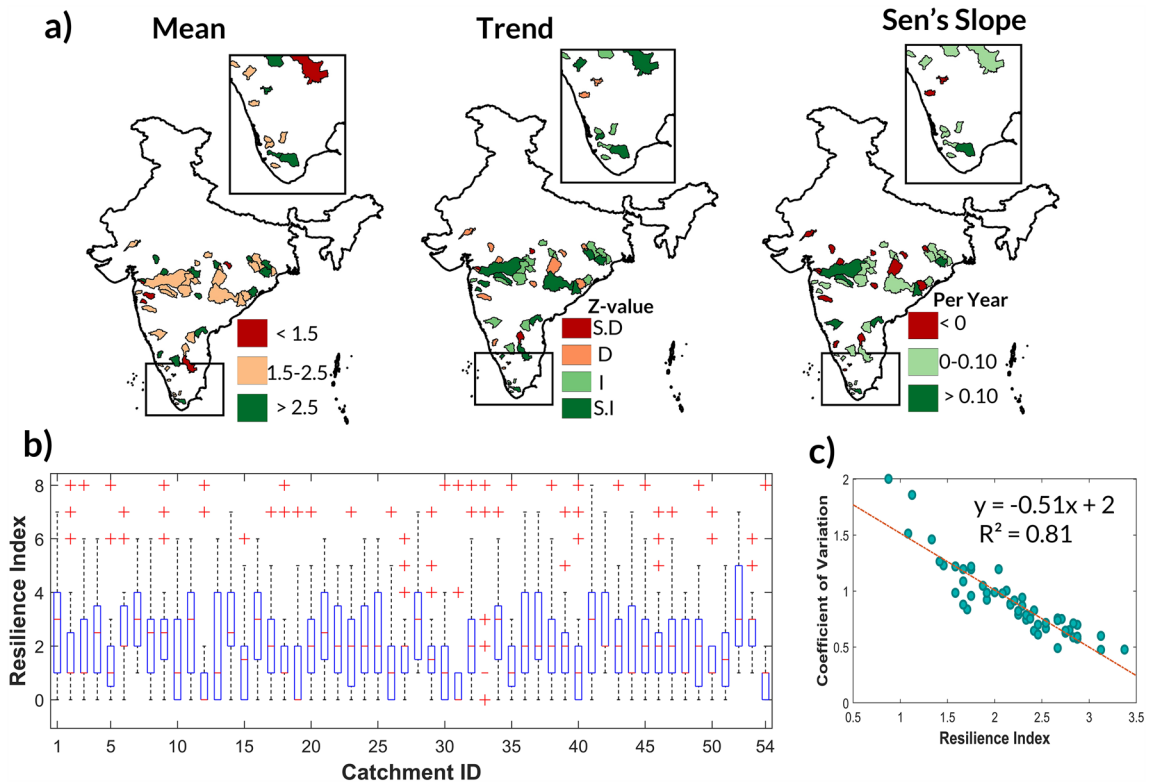 a)
Mean
Trend
Sen's Slope
< 1.5
1.5-2.5
> 2.5
Z-value
S.D
D
I
S.I
Per Year
< 0
0-0.10
> 0.10
b)
Resilience Index
8
6
4
2
0
1 5 10 15 20 25 30 35 40 45 50 54
Catchment ID
c)
Coefficient of Variation
2
1.5
1
0.5
0
y = -0.51x + 2
R² = 0.81
0.5 1 1.5 2 2.5 3 3.5
Resilience Index